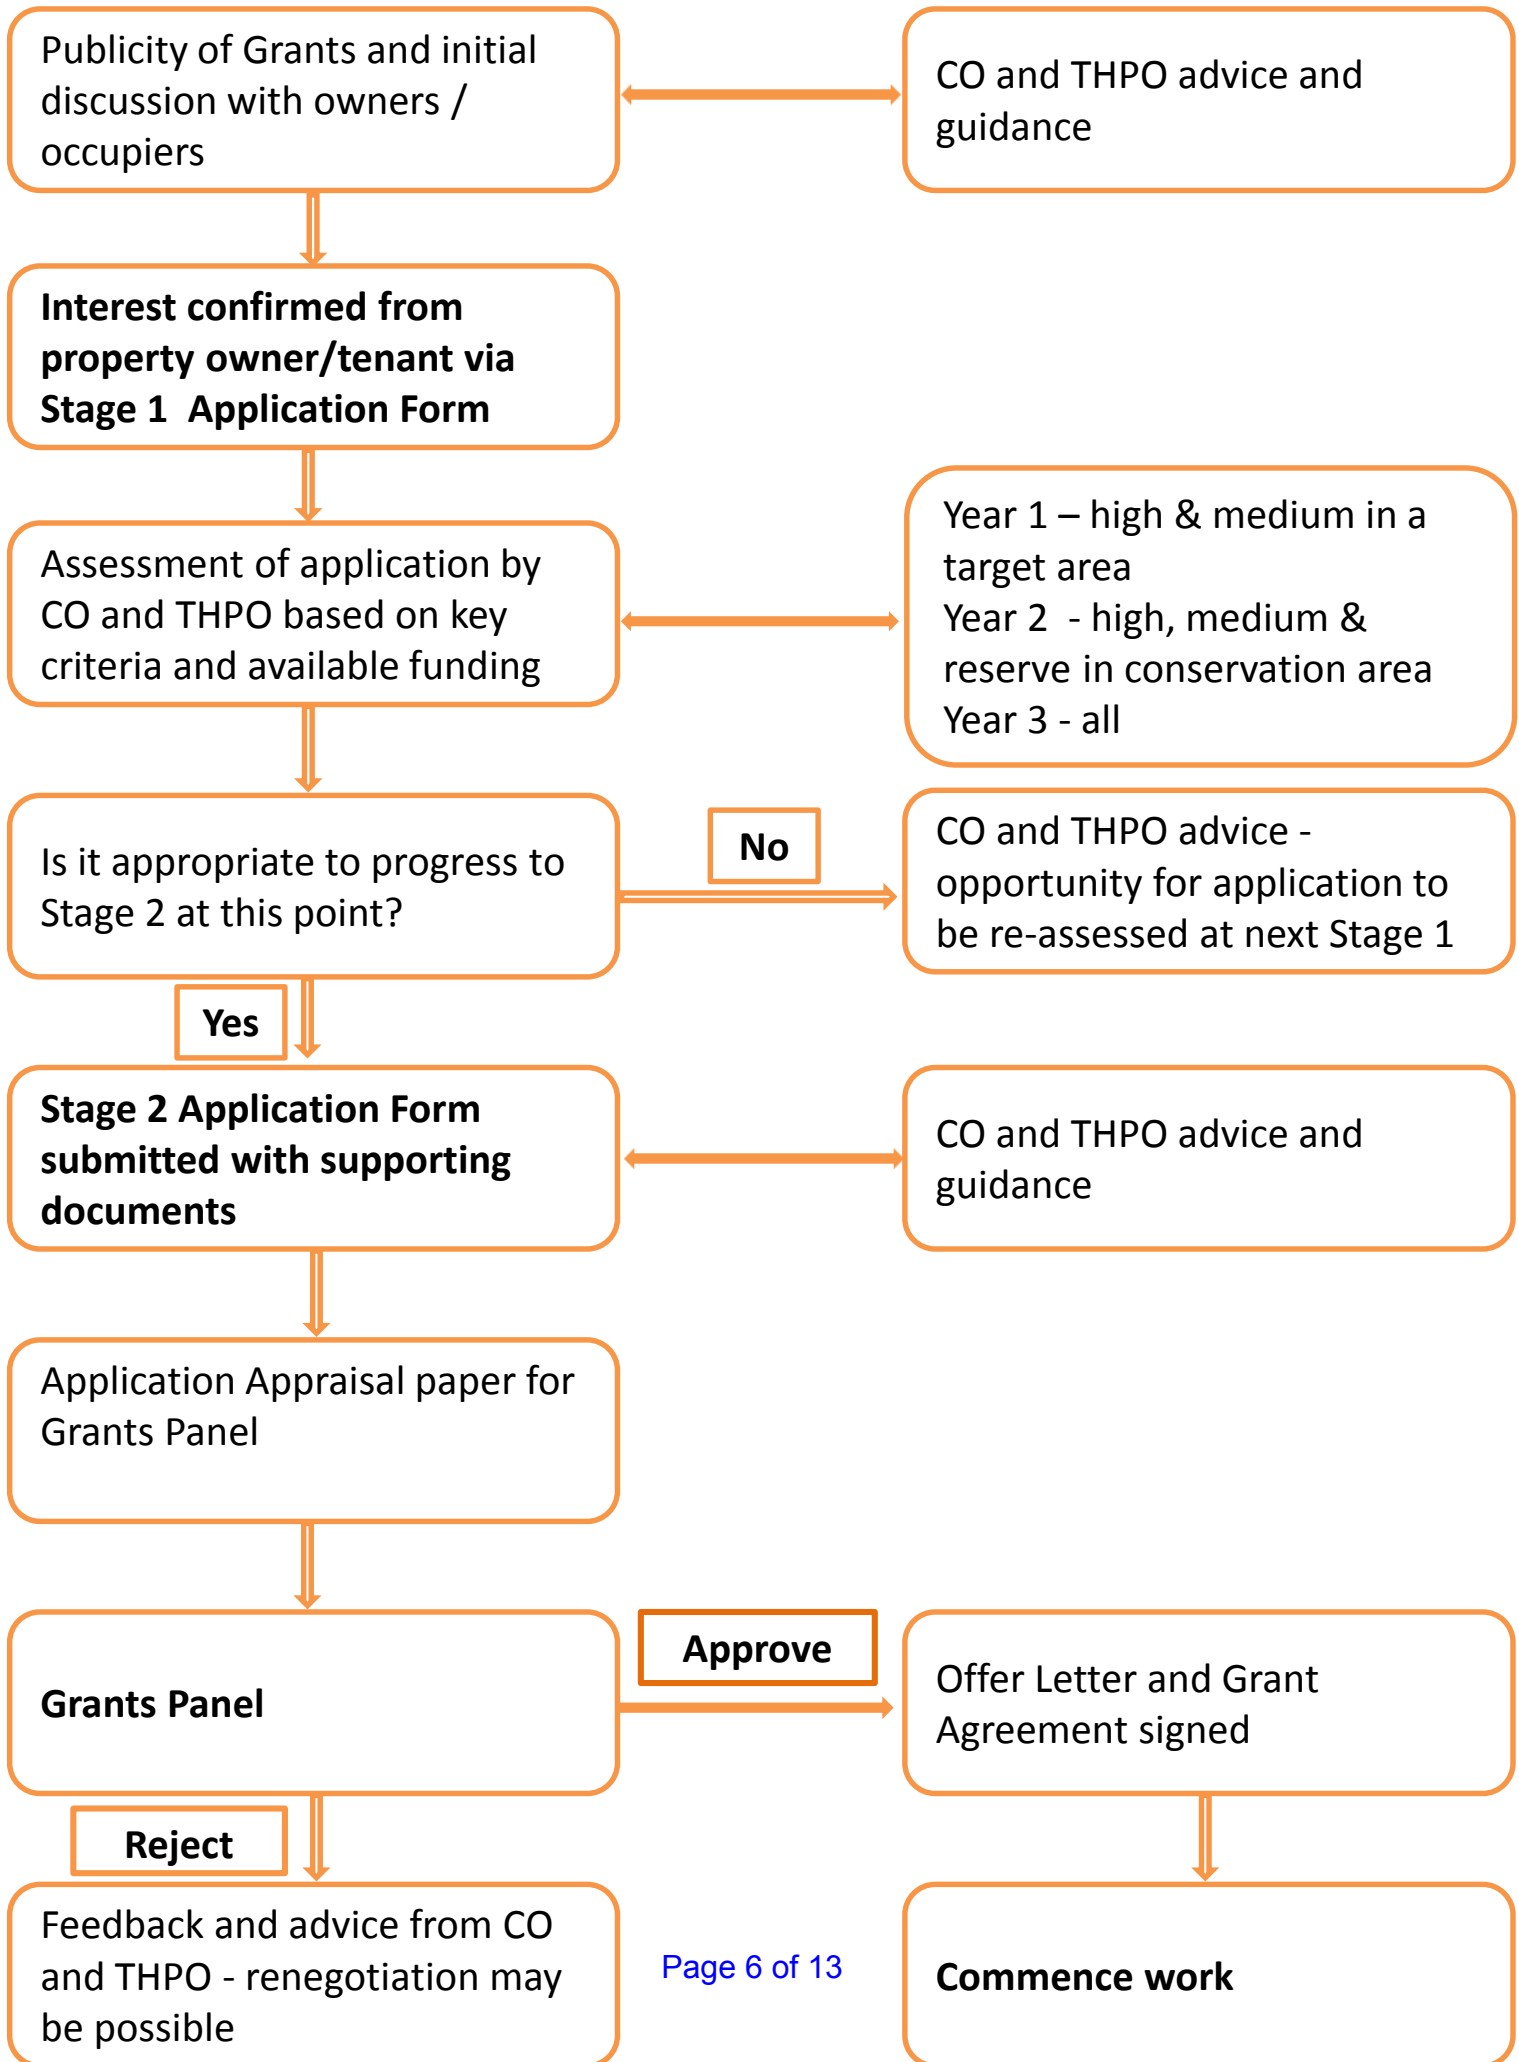 Publicity of Grants and initial
discussion with owners /
occupiers
CO and THPO advice and
guidance
Interest confirmed from
property owner/tenant via
Stage 1  Application Form
Assessment of application by
CO and THPO based on key
criteria and available funding
Year 1 – high & medium in a
target area
Year 2  - high, medium &
reserve in conservation area
Year 3 - all
Is it appropriate to progress to
Stage 2 at this point?
No
CO and THPO advice -
opportunity for application to
be re-assessed at next Stage 1
Yes
Stage 2 Application Form
submitted with supporting
documents
CO and THPO advice and
guidance
Application Appraisal paper for
Grants Panel
Grants Panel
Approve
Offer Letter and Grant
Agreement signed
Reject
Feedback and advice from CO
and THPO - renegotiation may
be possible
Page 6 of 13
Commence work